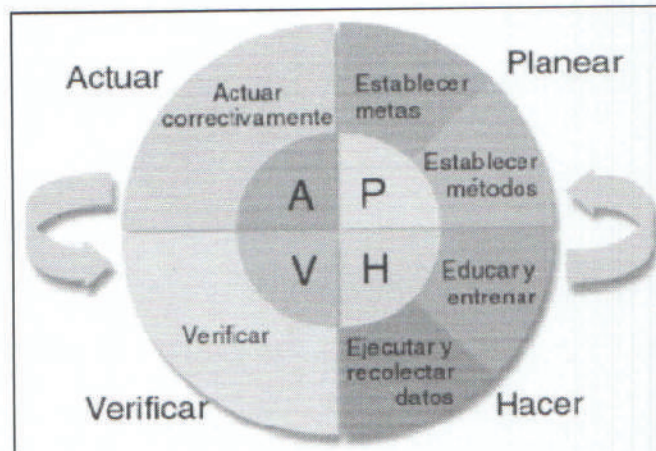 Actuar
Planear
Actuar
correctivamente
Establecer
metas
Establecer
métodos
A
P
V
H
Educar y
entrenar
Verificar
Ejecutar y
recolectar
datos
Verificar
Hacer